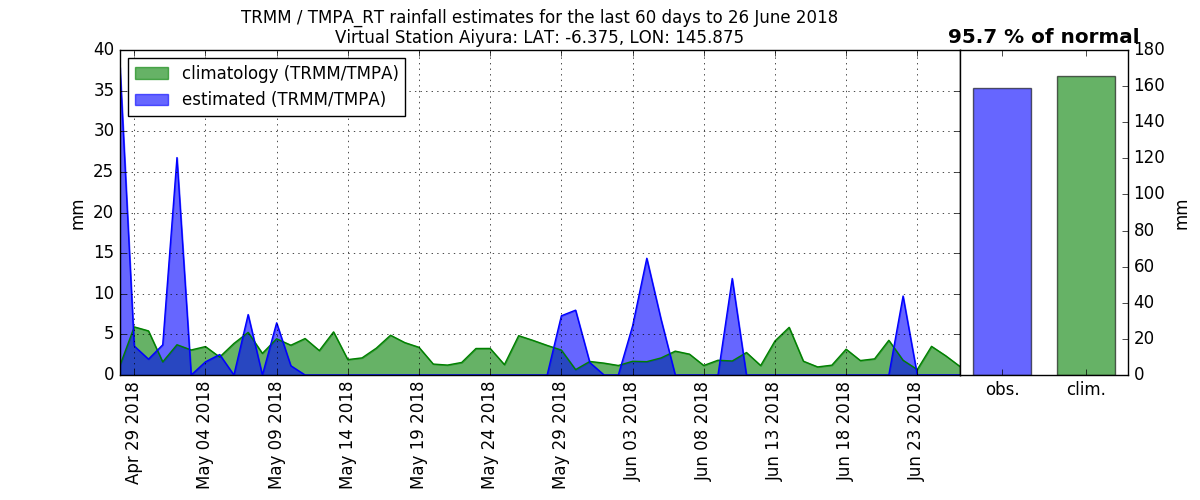 TRMM / TMPA_RT rainfall estimates for the last 60 days to 26 June 2018
Virtual Station Aiyura: LAT: -6.375, LON: 145.875
95.7 % of normal
climatology (TRMM/TMPA)
estimated (TRMM/TMPA)
40
35
30
25
20
15
10
5
0
mm
Apr 29 2018
May 04 2018
May 09 2018
May 14 2018
May 19 2018
May 24 2018
May 29 2018
Jun 03 2018
Jun 08 2018
Jun 13 2018
Jun 18 2018
Jun 23 2018
obs.
clim.
180
160
140
120
100
80
60
40
20
0
mm